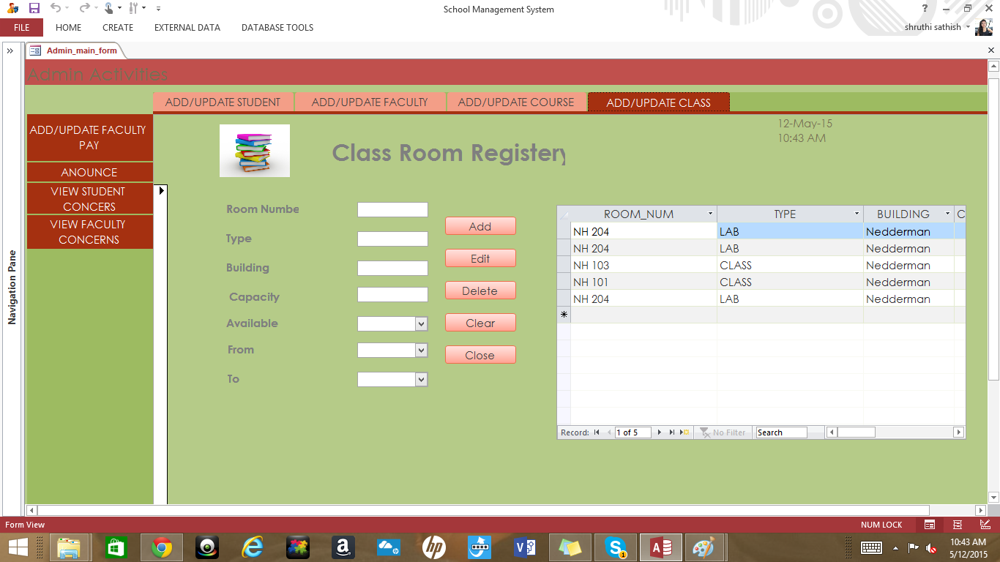 School Management System
?
FILE HOME CREATE EXTERNAL DATA DATABASE TOOLS
shruthi sathish
Admin_main_form
Admin Activities
ADD/UPDATE STUDENT ADD/UPDATE FACULTY ADD/UPDATE COURSE ADD/UPDATE CLASS
ADD/UPDATE FACULTY
PAY
ANOUNCE
VIEW STUDENT
CONCERS
VIEW FACULTY
CONCERNS
Navigation Pane
12-May-15
10:43 AM
Class Room Registery
Room Numbe
Type
Building
Capacity
Available
From
To
Add
Edit
Delete
Clear
Close
ROOM_NUM TYPE BUILDING C
NH 204 LAB Nedderman
NH 204 LAB Nedderman
NH 103 CLASS Nedderman
NH 101 CLASS Nedderman
NH 204 LAB Nedderman
Record: 1 of 5 No Filter Search
Form View
NUM LOCK
hp
10:43 AM
5/12/2015